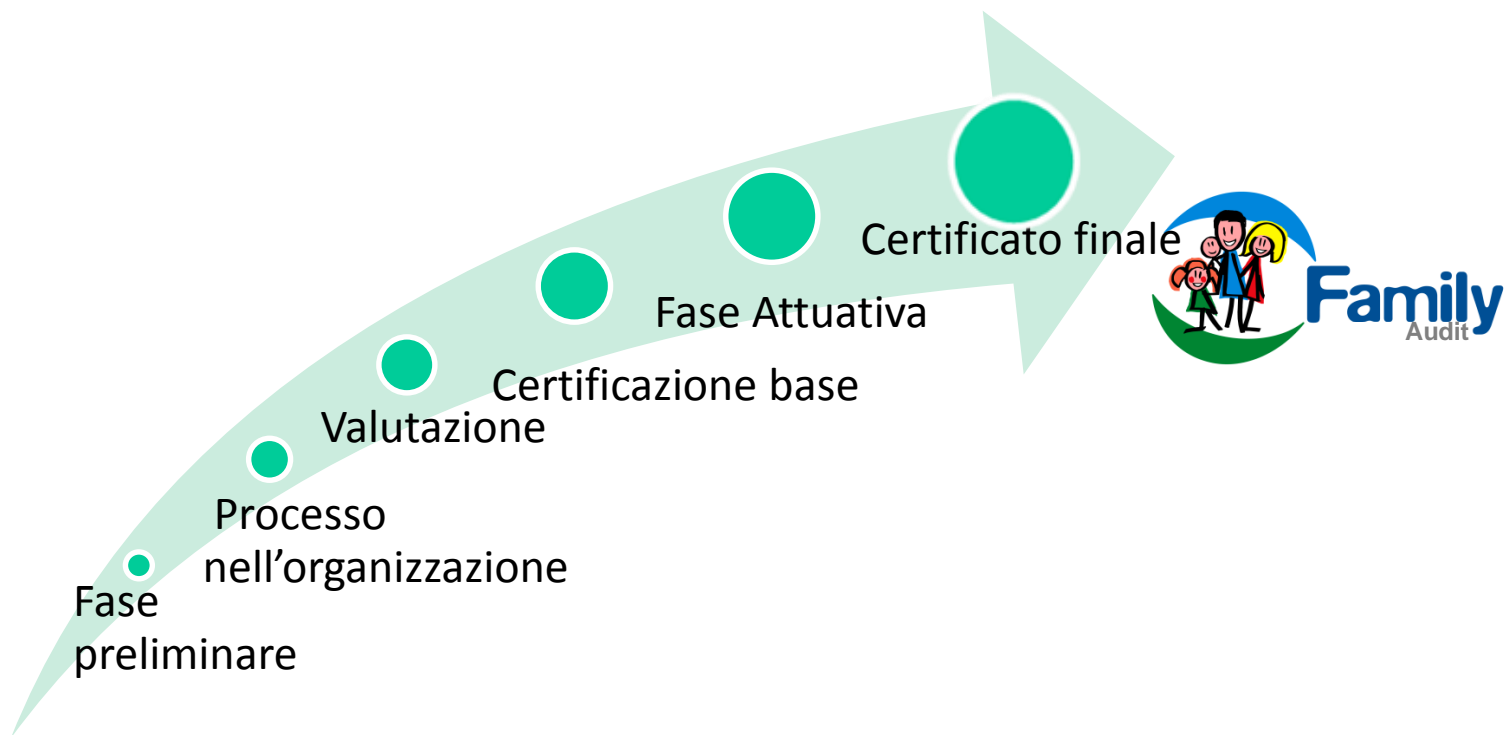 Fase
preliminare
Processo
nell’organizzazione
Valutazione
Certificazione base
Fase Attuativa
Certificato finale
Family
Audit